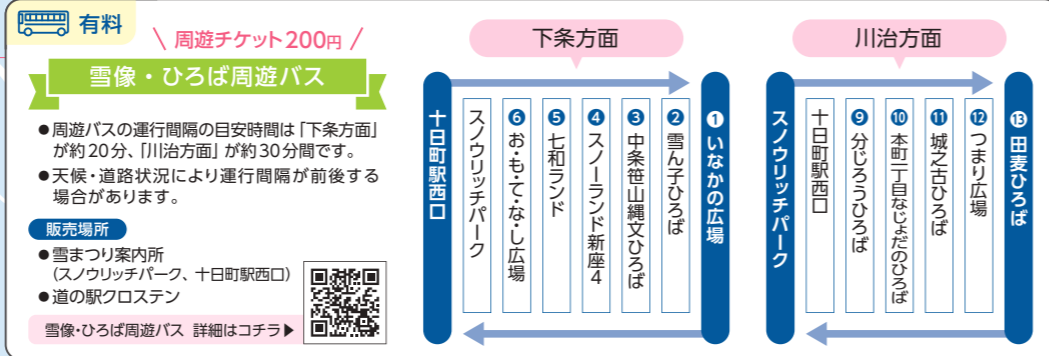 有料
周遊チケット200円
雪像・ひろば周遊バス
●周遊バスの運行間隔の目安時間は「下条方面」
が約20分、「川治方面」が約30分間です。
●天候・道路状況により運行間隔が前後する
場合があります。
販売場所
●雪まつり案内所
(スノウリッチパーク、十日町駅西口)
●道の駅クロステン
雪像・ひろば周遊バス 詳細はコチラ▶
下条方面
十日町駅西口
スノウリッチパーク
❻お・も・て・な・し広場
❺七和ランド
❹スノーランド新座4
❸中条笹山縄文ひろば
❷雪ん子ひろば
❶いなかの広場
川治方面
スノウリッチパーク
十日町駅西口
❾分じろうひろば
❿本町一丁目なじょだのひろば
⓫城之古ひろば
⓬つまり広場
⓭田麦ひろば